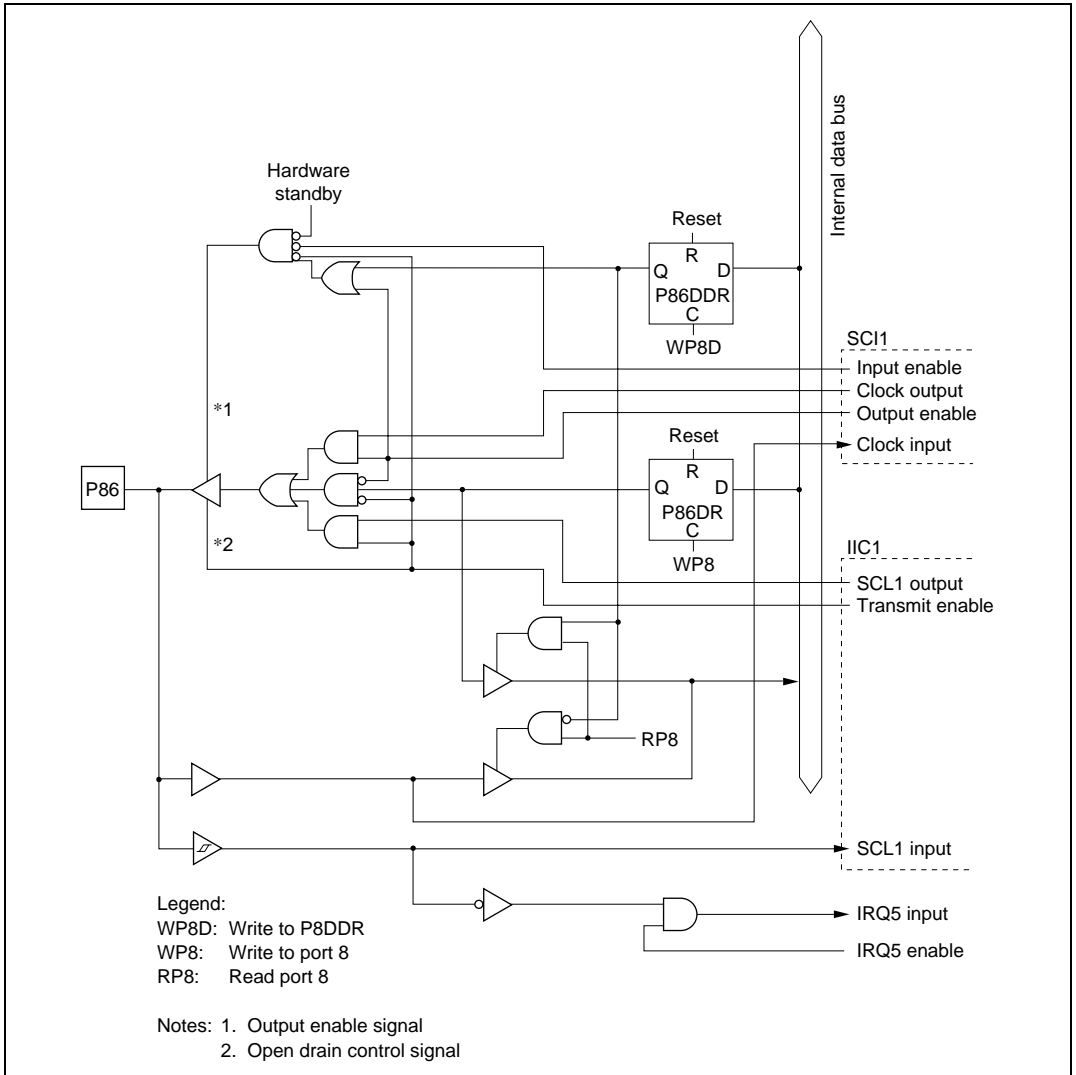 Internal data bus
Hardware
standby
Reset
R
Q D
P86DDR
C
WP8D
SCI1
Input enable
Clock output
Output enable
Clock input
*1
Reset
R
Q D
P86DR
C
WP8
P86
*2
IIC1
SCL1 output
Transmit enable
RP8
SCL1 input
IRQ5 input
IRQ5 enable
Legend:
WP8D: Write to P8DDR
WP8: Write to port 8
RP8: Read port 8
Notes: 1. Output enable signal
2. Open drain control signal